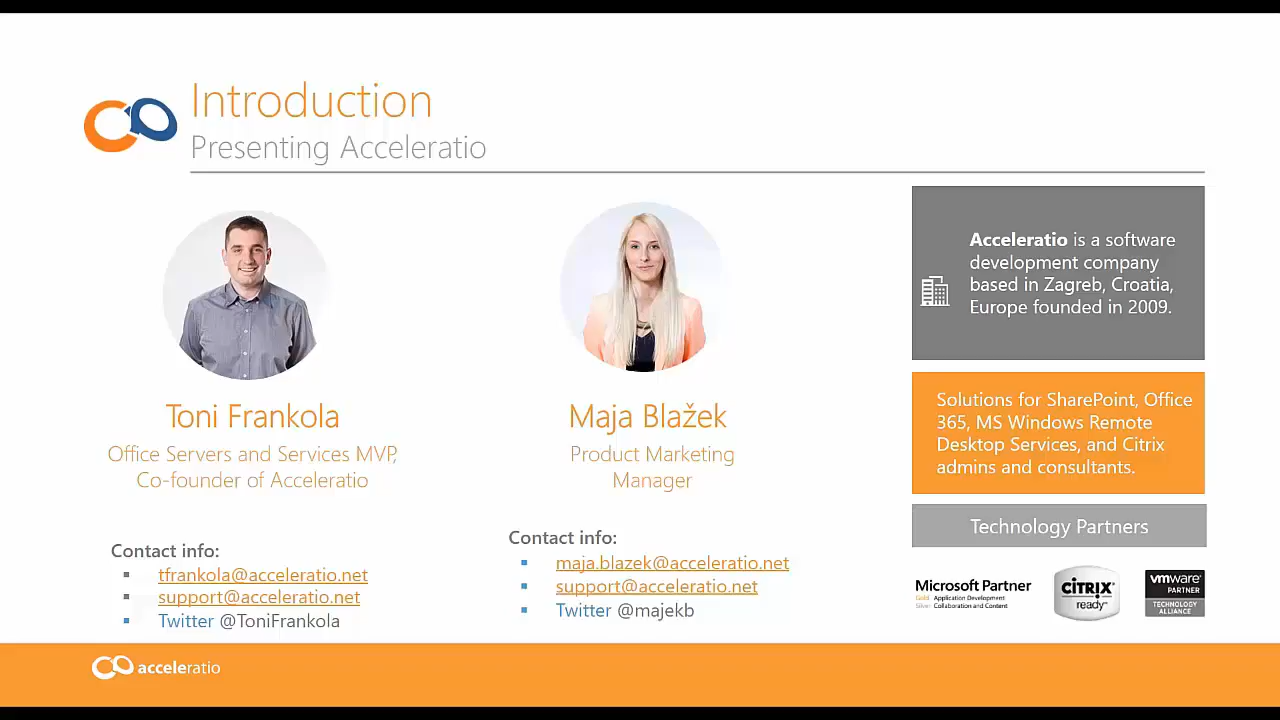 Introduction
Presenting Acceleratio
Toni Frankola
Office Servers and Services MVP,
Co-founder of Acceleratio
Contact info:
▪ tfrankola@acceleratio.net
▪ support@acceleratio.net
▪ Twitter @ToniFrankola
Maja Blažek
Product Marketing
Manager
Contact info:
▪ maja.blazek@acceleratio.net
▪ support@acceleratio.net
▪ Twitter @majekb
Acceleratio is a software
development company
based in Zagreb, Croatia,
Europe founded in 2009.
Solutions for SharePoint, Office
365, MS Windows Remote
Desktop Services, and Citrix
admins and consultants.
Technology Partners
Microsoft Partner
Gold Application Development
Silver Collaboration and Content
CITRIX®
ready
vmware®
PARTNER
TECHNOLOGY
ALLIANCE
acceleratio